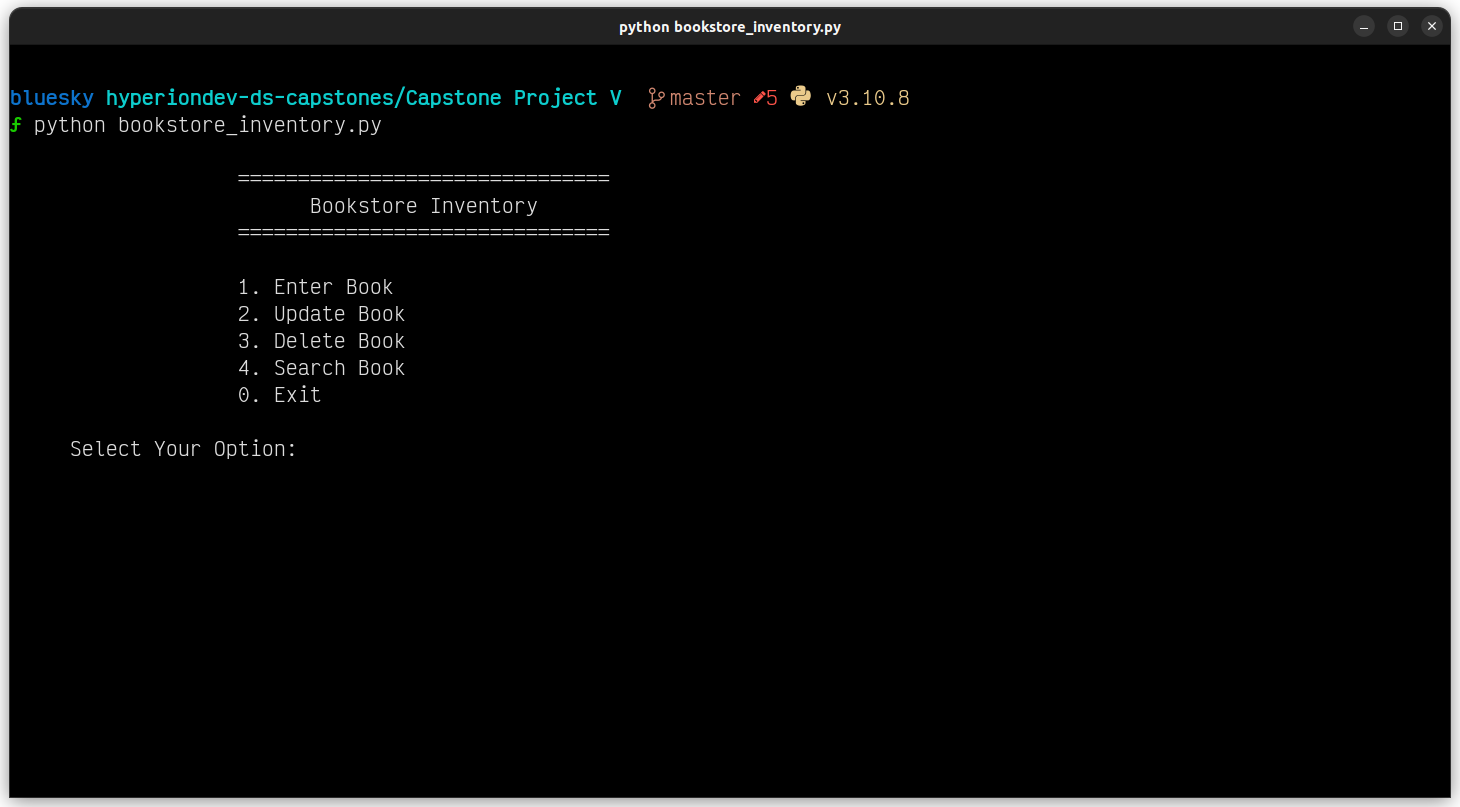 python bookstore_inventory.py
bluesky hyperiondev-ds-capstones/Capstone Project V master 5 v3.10.8
ƒ python bookstore_inventory.py
===============================
Bookstore Inventory
===============================
1. Enter Book
2. Update Book
3. Delete Book
4. Search Book
0. Exit
Select Your Option: